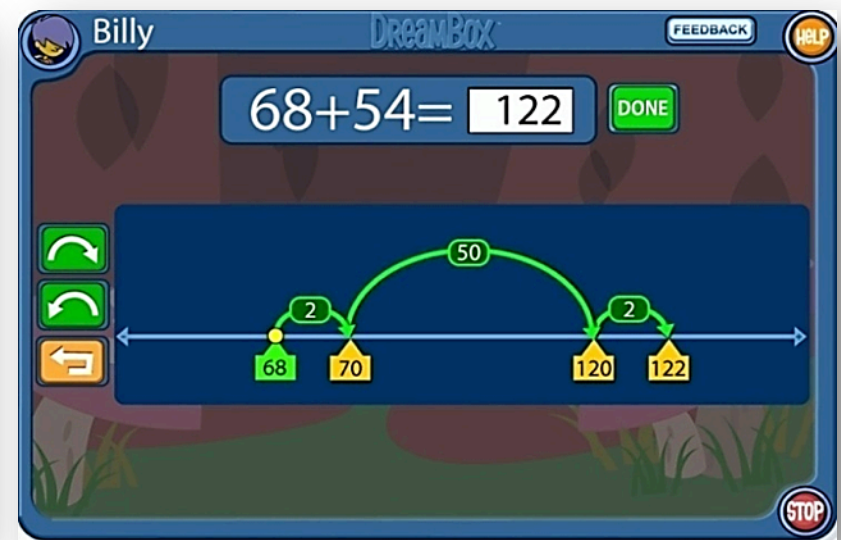 Billy
DREAMBOX
FEEDBACK
HELP
68+54= 122
DONE
50
2
2
68
70
120
122
STOP